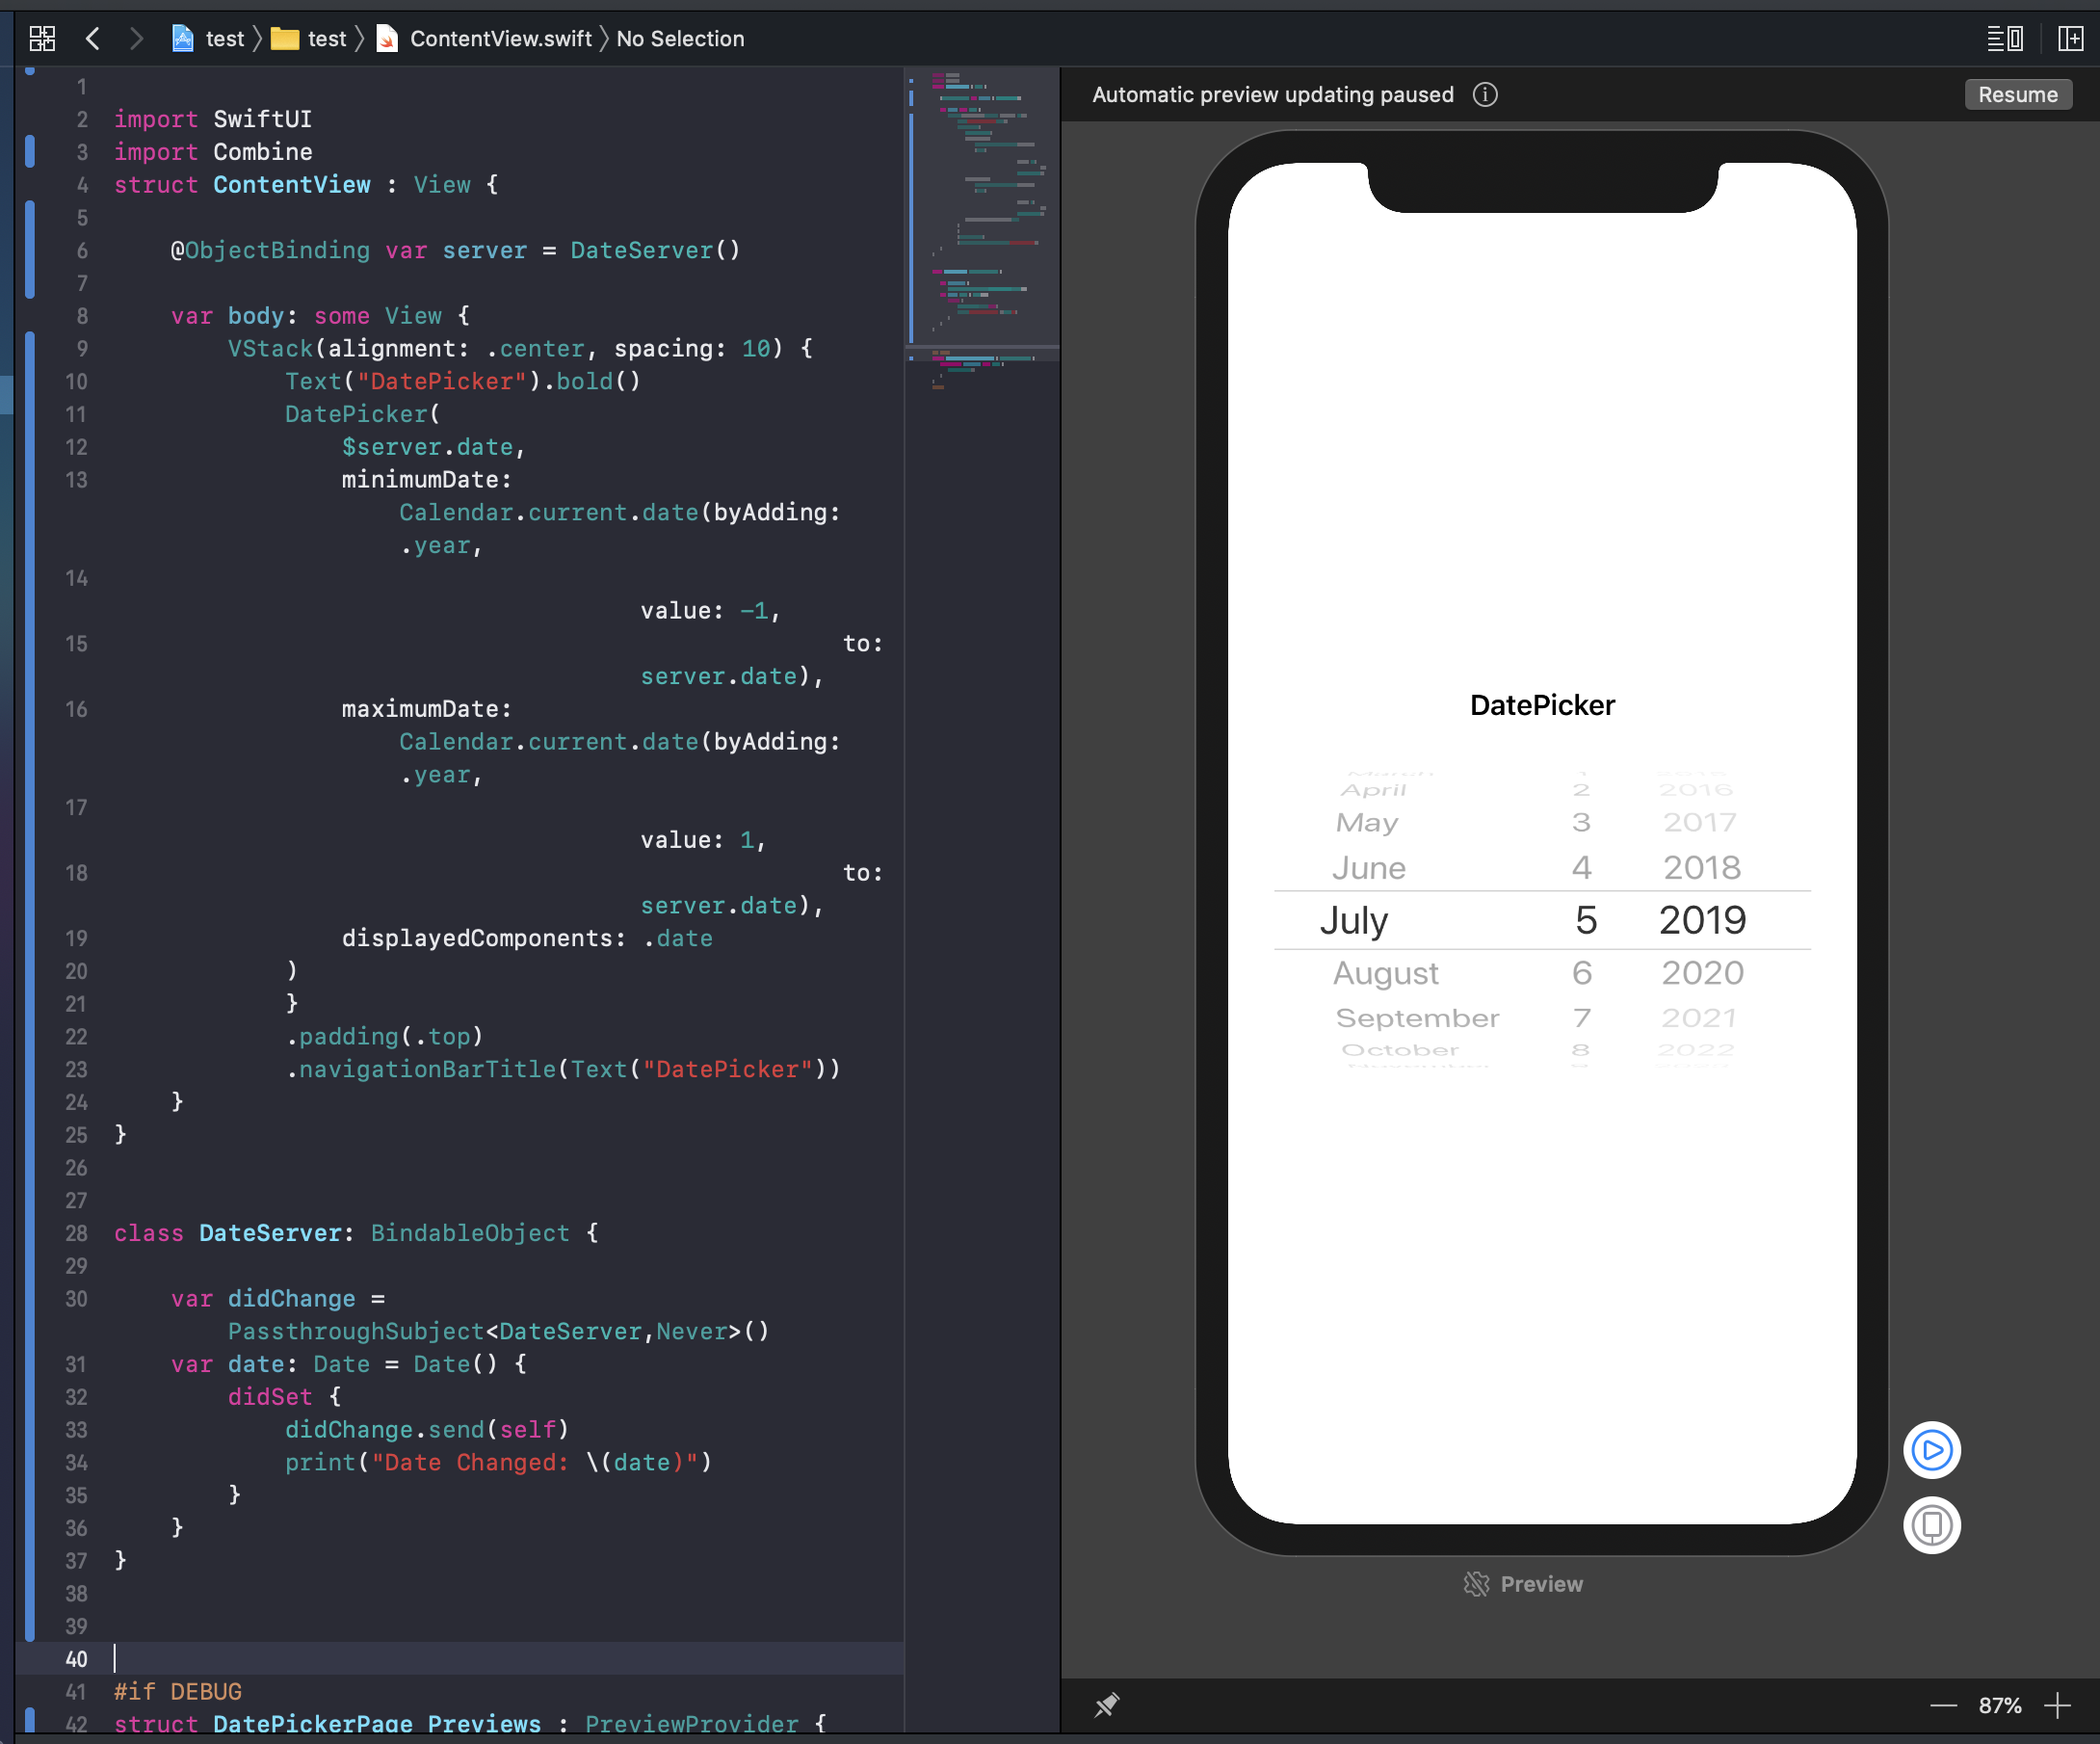 test 〉 test 〉 ContentView.swift 〉 No Selection
1
2 import SwiftUI
3 import Combine
4 struct ContentView : View {
5
6 @ObjectBinding var server = DateServer()
7
8 var body: some View {
9 VStack(alignment: .center, spacing: 10) {
10 Text("DatePicker").bold()
11 DatePicker(
12 $server.date,
13 minimumDate:
Calendar.current.date(byAdding:
.year,
14
value: -1,
15 to:
server.date),
16 maximumDate:
Calendar.current.date(byAdding:
.year,
17
value: 1,
18 to:
server.date),
19 displayedComponents: .date
20 )
21 }
22 .padding(.top)
23 .navigationBarTitle(Text("DatePicker"))
24 }
25 }
26
27
28 class DateServer: BindableObject {
29
30 var didChange =
PassthroughSubject<DateServer,Never>()
31 var date: Date = Date() {
32 didSet {
33 didChange.send(self)
34 print("Date Changed: \(date)")
35 }
36 }
37 }
38
39
40
41 #if DEBUG
42 struct DatePickerPage_Previews : PreviewProvider {
Automatic preview updating paused
Resume
DatePicker
March 1
April 2 2016
May 3 2017
June 4 2018
July 5 2019
August 6 2020
September 7 2021
October 8 2022
Preview
87%